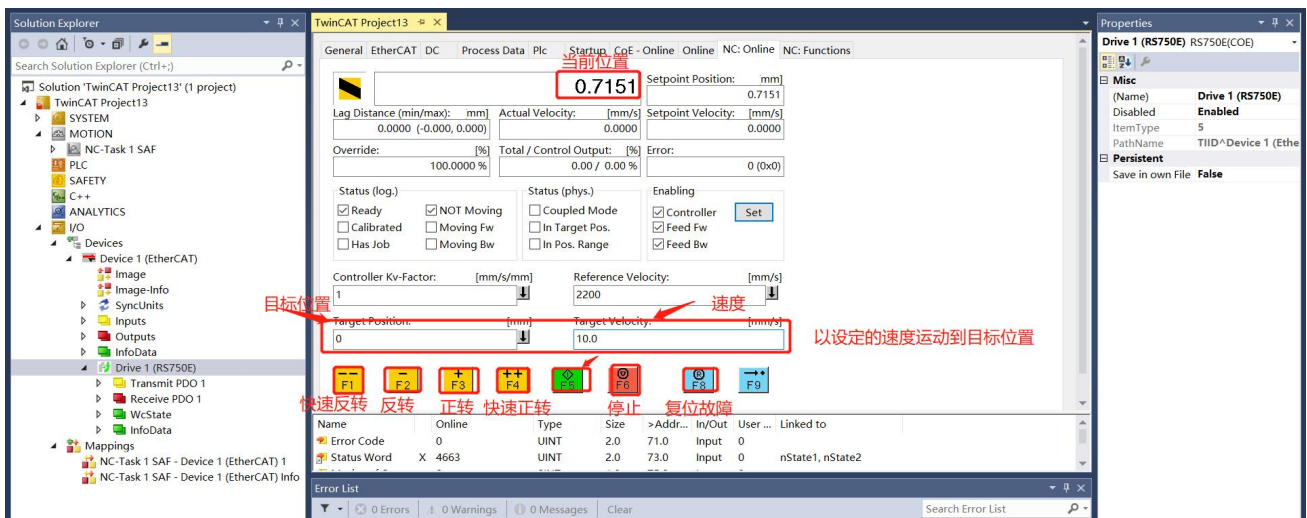 Solution Explorer
Search Solution Explorer (Ctrl+;)
Solution 'TwinCAT Project13' (1 project)
TwinCAT Project13
SYSTEM
MOTION
NC-Task 1 SAF
PLC
SAFETY
C++
ANALYTICS
I/O
Devices
Device 1 (EtherCAT)
Image
Image-Info
SyncUnits
Inputs
Outputs
InfoData
Drive 1 (RS750E)
Transmit PDO 1
Receive PDO 1
WcState
InfoData
Mappings
NC-Task 1 SAF - Device 1 (EtherCAT) 1
NC-Task 1 SAF - Device 1 (EtherCAT) Info
TwinCAT Project13
General EtherCAT DC Process Data Plc Startup CoE - Online Online NC: Online NC: Functions
当前位置
0.7151
Setpoint Position: mm]
0.7151
Lag Distance (min/max): mm] Actual Velocity: [mm/s] Setpoint Velocity: [mm/s]
0.0000 (-0.000, 0.000) 0.0000 0.0000
Override: [%] Total / Control Output: [%] Error:
100.0000 % 0.00 / 0.00 % 0 (0x0)
Status (log.) Status (phys.) Enabling
Ready NOT Moving Coupled Mode Controller Set
Calibrated Moving Fw In Target Pos. Feed Fw
Has Job Moving Bw In Pos. Range Feed Bw
Controller Kv-Factor: [mm/s/mm] Reference Velocity: [mm/s]
1 2200
目标位置 速度
Target Position: [mm] Target Velocity: [mm/s]
0 10.0
以设定的速度运动到目标位置
-- - + ++
F1 F2 F3 F4 F5 F6 F8 F9
快速反转 反转 正转 快速正转 停止 复位故障
Name Online Type Size >Addr... In/Out User ... Linked to
Error Code 0 UINT 2.0 71.0 Input 0
Status Word X 4663 UINT 2.0 73.0 Input 0 nState1, nState2
Error List
0 Errors 0 Warnings 0 Messages Clear Search Error List
Properties
Drive 1 (RS750E) RS750E(COE)
Misc
(Name) Drive 1 (RS750E)
Disabled Enabled
ItemType 5
PathName TIID^Device 1 (Ethe
Persistent
Save in own File False